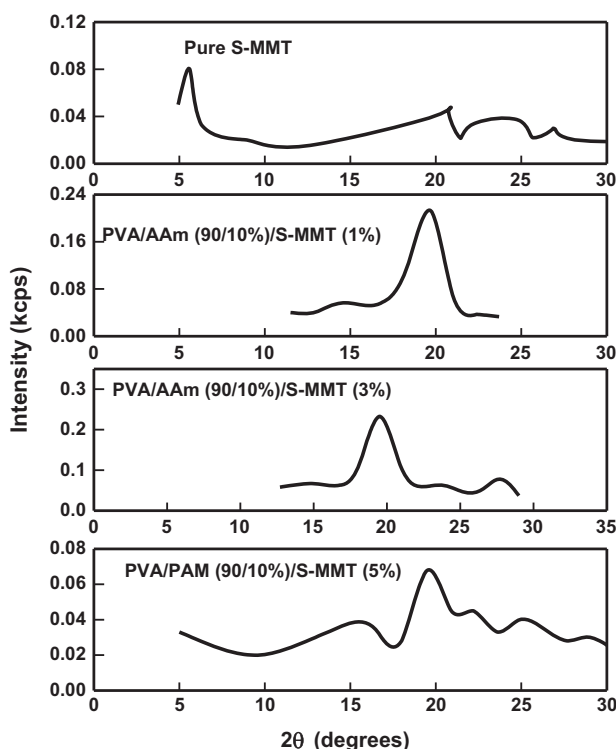 Intensity (kcps)
0.12
Pure S-MMT
0.08
0.04
0.00
0 5 10 15 20 25 30
0.24
PVA/AAm (90/10%)/S-MMT (1%)
0.16
0.08
0.00
0 5 10 15 20 25 30
0.3
PVA/AAm (90/10%)/S-MMT (3%)
0.2
0.1
0.0
0 5 10 15 20 25 30 35
0.08
PVA/PAM (90/10%)/S-MMT (5%)
0.06
0.04
0.02
0.00
0 5 10 15 20 25 30
2θ (degrees)